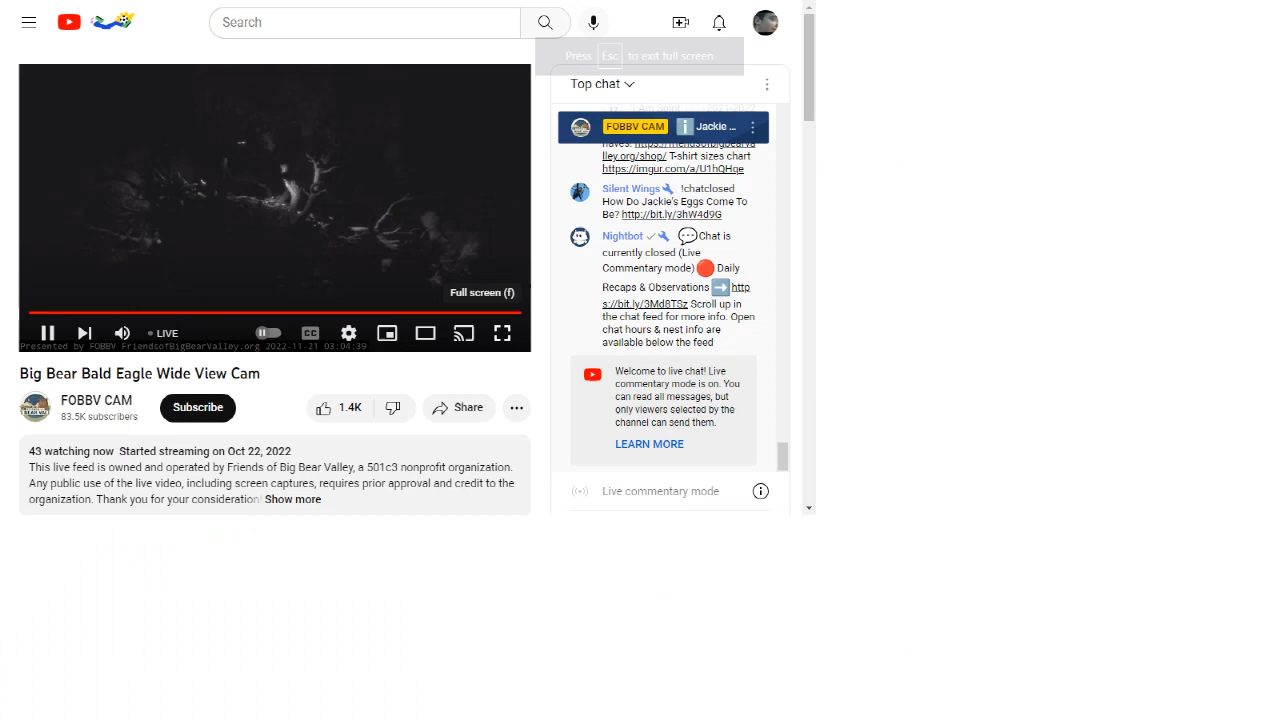 Search
Press Esc to exit full screen
Top chat
FOBBV CAM Jackie ...

lley.org/shop/ T-shirt sizes chart
https://imgur.com/a/U1hQHqe
Silent Wings !chatclosed
How Do Jackie's Eggs Come To
Be? http://bit.ly/3hW4d9G
Nightbot Chat is
currently closed (Live
Commentary mode) Daily
Recaps & Observations http
s://bit.ly/3Md8TSz Scroll up in
the chat feed for more info. Open
chat hours & nest info are
available below the feed
Welcome to live chat! Live
commentary mode is on. You
can read all messages, but
only viewers selected by the
channel can send them.
LEARN MORE
Live commentary mode
Full screen (f)
LIVE
CC
Presented by FOBBV FriendsofBigBearValley.org 2022-11-21 03:04:39
Big Bear Bald Eagle Wide View Cam
FOBBV CAM
83.5K subscribers
Subscribe
1.4K
Share
43 watching now Started streaming on Oct 22, 2022
This live feed is owned and operated by Friends of Big Bear Valley, a 501c3 nonprofit organization.
Any public use of the live video, including screen captures, requires prior approval and credit to the
organization. Thank you for your consideration! Show more